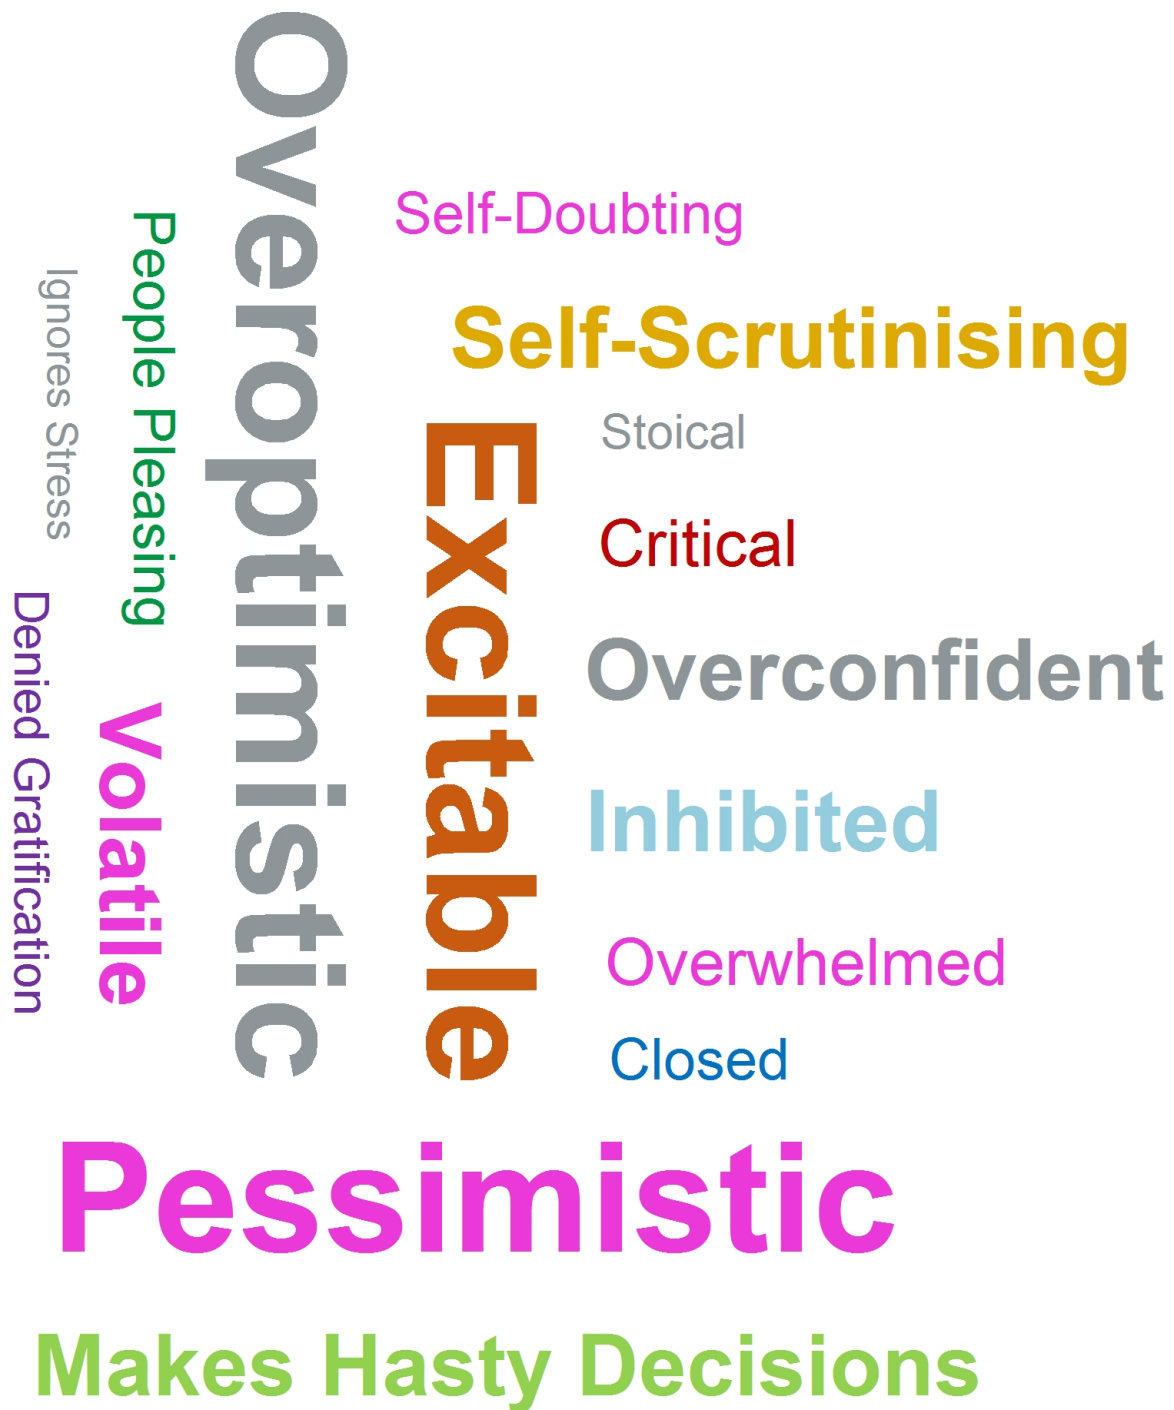 Overoptimistic
Self-Doubting
People Pleasing
Ignores Stress
Self-Scrutinising
Stoical
Excitable
Critical
Denied Gratification
Overconfident
Volatile
Inhibited
Overwhelmed
Closed
Pessimistic
Makes Hasty Decisions